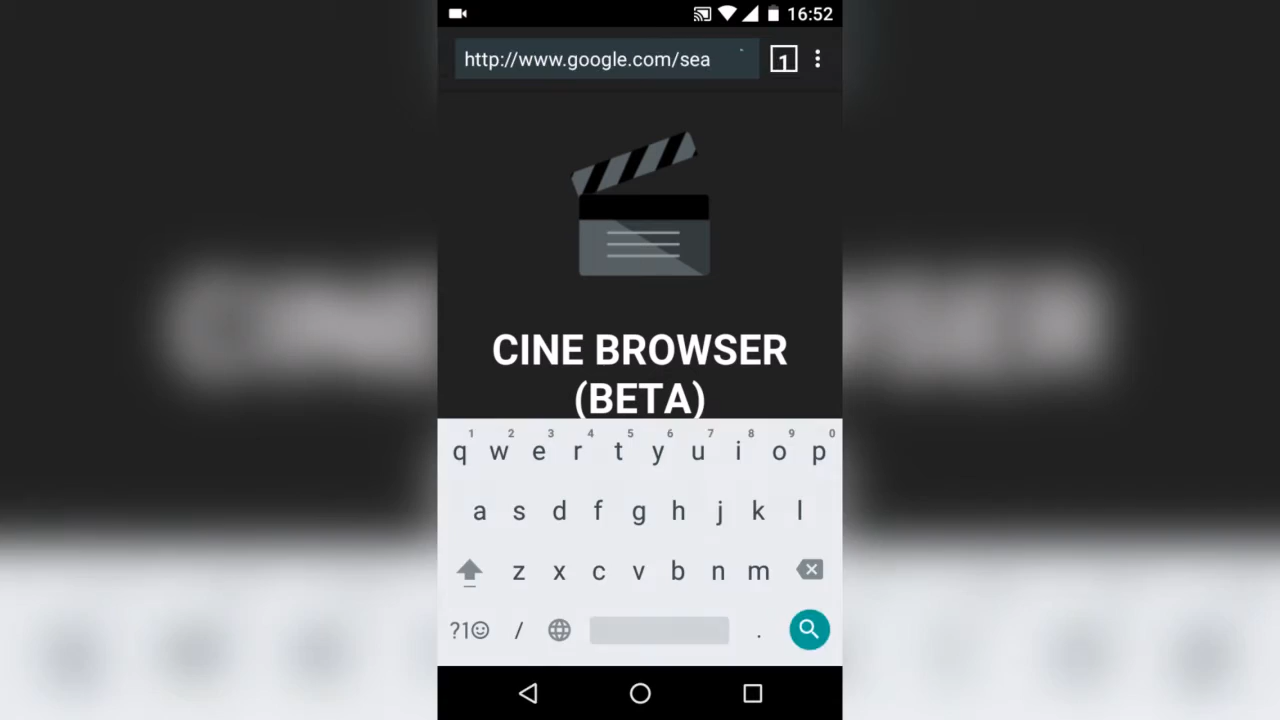 16:52
http://www.google.com/sea
1
CINE BROWSER
(BETA)
1 2 3 4 5 6 7 8 9 0
q w e r t y u i o p
a s d f g h j k l
z x c v b n m
?1☺ / .